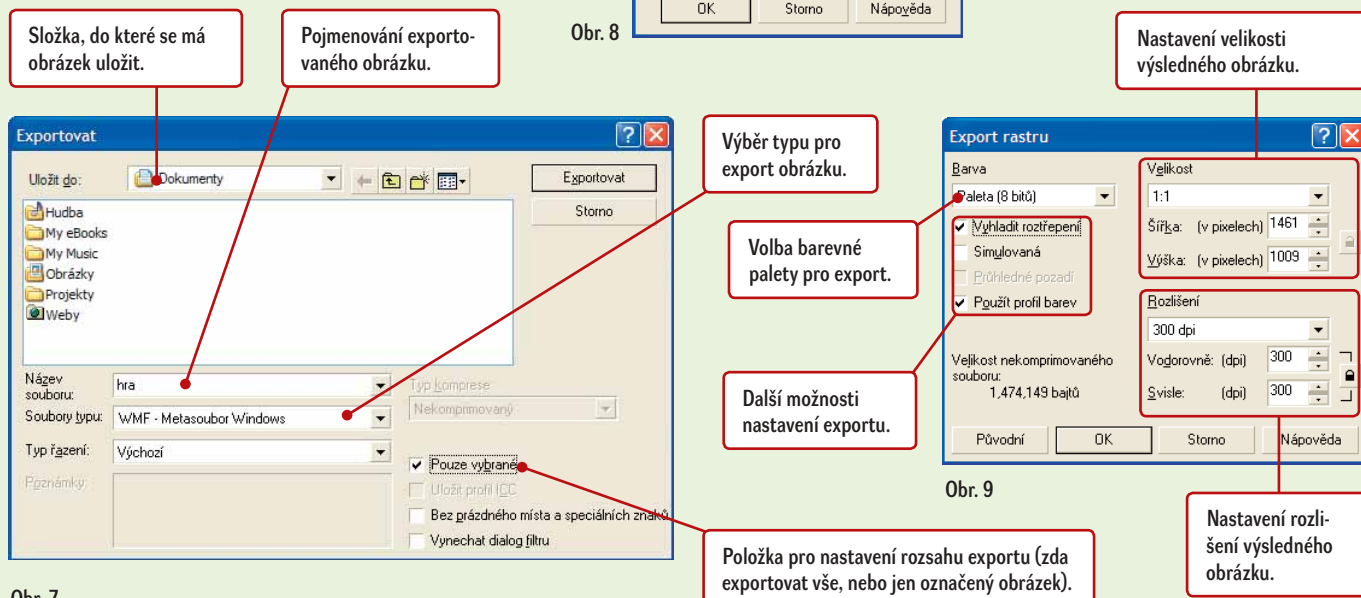 OK
Storno
Nápověda
Obr. 8
Složka, do které se má
obrázek uložit.
Pojmenování exporto-
vaného obrázku.
Nastavení velikosti
výsledného obrázku.
Exportovat
Uložit do:
Dokumenty
Exportovat
Storno
Hudba
My eBooks
My Music
Obrázky
Projekty
Weby
Název
souboru:
hra
Soubory typu:
WMF - Metasoubor Windows
Typ řazení:
Výchozí
Poznámky:
Typ komprese:
Nekomprimovaný
Pouze vybrané
Uložit profil ICC
Bez prázdného místa a speciálních znaků
Vynechat dialog filtru
Výběr typu pro
export obrázku.
Volba barevné
palety pro export.
Další možnosti
nastavení exportu.
Položka pro nastavení rozsahu exportu (zda
exportovat vše, nebo jen označený obrázek).
Export rastru
Barva
Paleta (8 bitů)
Vyhladit roztřepení
Simulovaná
Průhledné pozadí
Použít profil barev
Velikost nekomprimovaného
souboru:
1,474,149 bajtů
Velikost
1:1
Šířka: (v pixelech) 1461
Výška: (v pixelech) 1009
Rozlišení
300 dpi
Vodorovně: (dpi) 300
Svisle: (dpi) 300
Původní
OK
Storno
Nápověda
Obr. 9
Nastavení rozli-
šení výsledného
obrázku.
Obr. 7